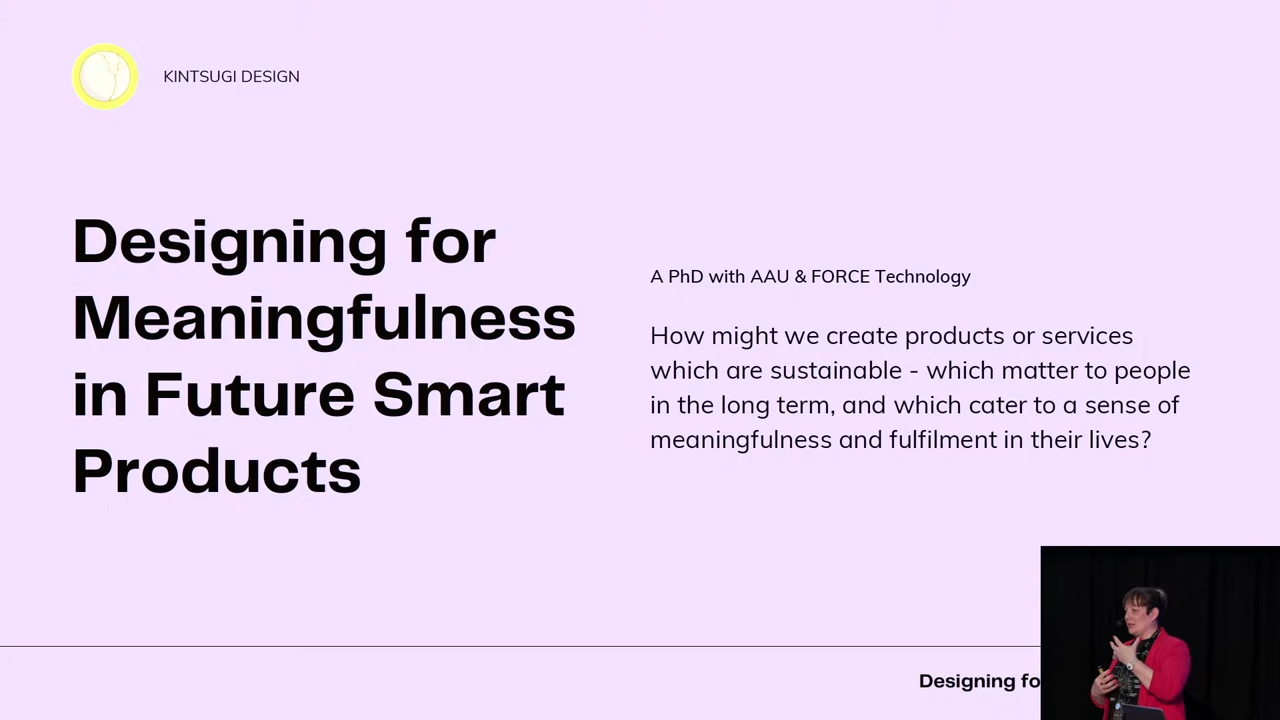 KINTSUGI DESIGN
Designing for
Meaningfulness
in Future Smart
Products
A PhD with AAU & FORCE Technology
How might we create products or services
which are sustainable - which matter to people
in the long term, and which cater to a sense of
meaningfulness and fulfilment in their lives?
Designing